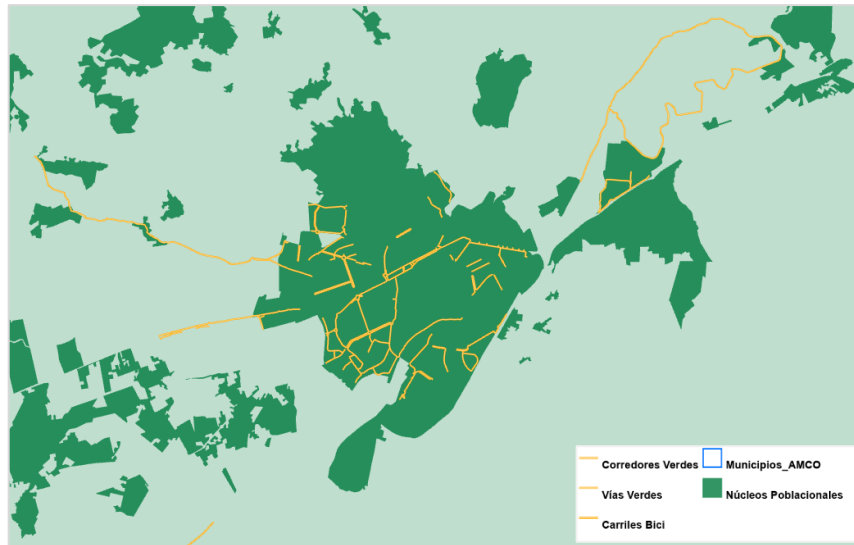 Corredores Verdes
Vías Verdes
Carriles Bici
Municipios_AMCO
Núcleos Poblacionales